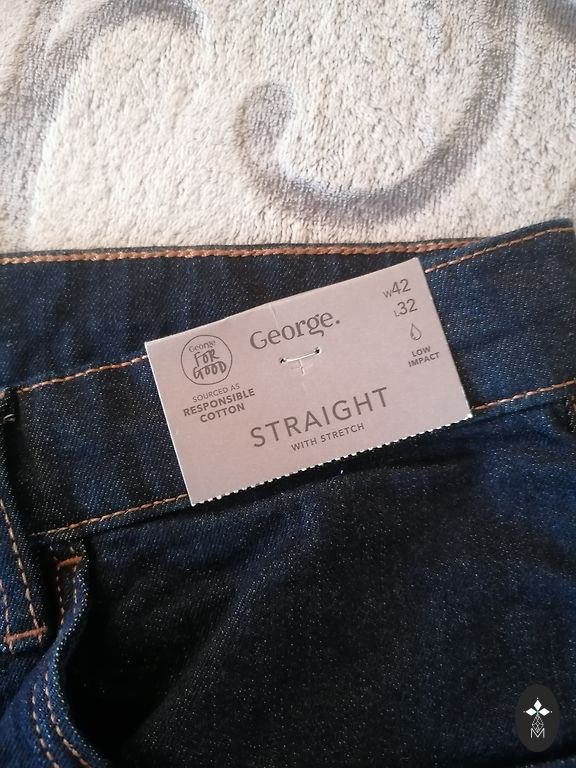 George.
W42
L32
LOW
IMPACT
George
FOR
GOOD
SOURCED AS
RESPONSIBLE
COTTON
STRAIGHT
WITH STRETCH
M